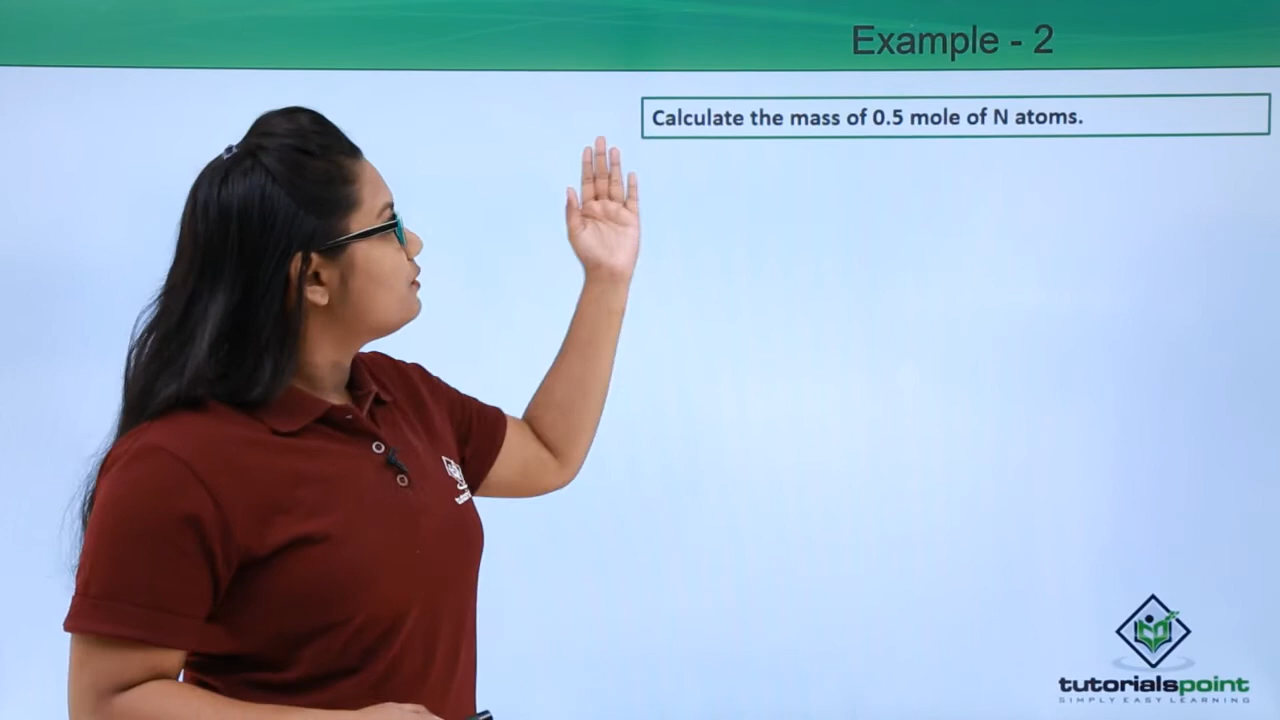 Example - 2
Calculate the mass of 0.5 mole of N atoms.
tutorialspoint
SIMPLY EASY LEARNING